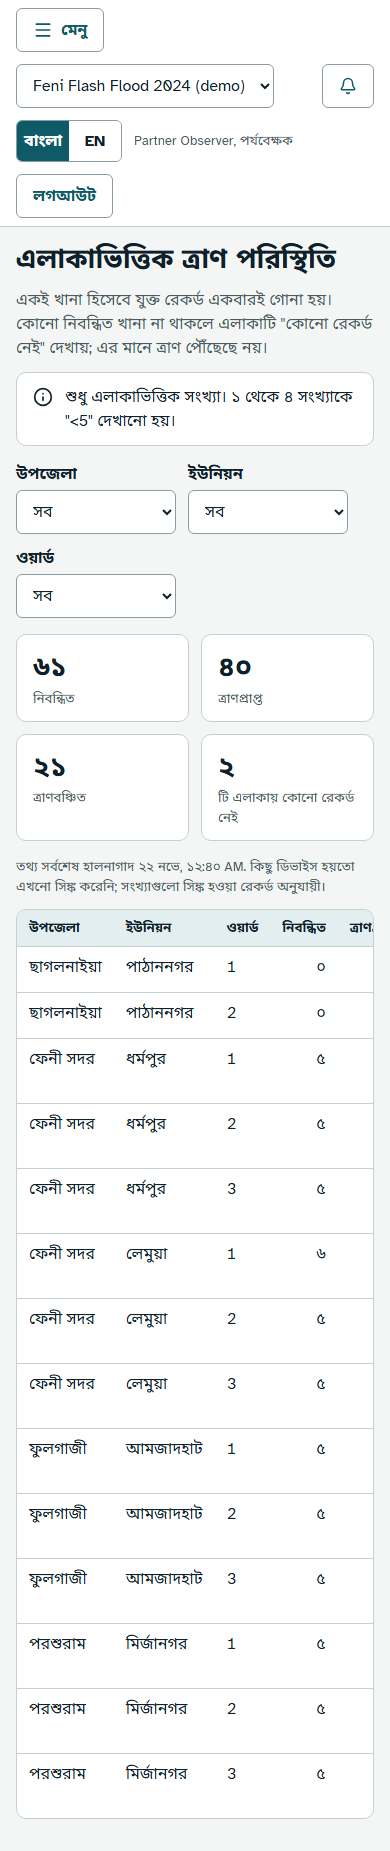 মেনু
Feni Flash Flood 2024 (demo)
বাংলা EN Partner Observer, পর্যবেক্ষক
লগআউট
এলাকাভিত্তিক ত্রাণ পরিস্থিতি
একই খানা হিসেবে যুক্ত রেকর্ড একবারই গোনা হয়।
কোনো নিবন্ধিত খানা না থাকলে এলাকাটি "কোনো রেকর্ড
নেই" দেখায়; এর মানে ত্রাণ পৌঁছেছে নয়।
শুধু এলাকাভিত্তিক সংখ্যা। ১ থেকে ৪ সংখ্যাকে
"<5" দেখানো হয়।
উপজেলা ইউনিয়ন
সব সব
ওয়ার্ড
সব
৬১ ৪০
নিবন্ধিত ত্রাণপ্রাপ্ত
২১ ২
ত্রাণবঞ্চিত টি এলাকায় কোনো রেকর্ড
নেই
তথ্য সর্বশেষ হালনাগাদ ২২ নভে, ১২:৪০ AM. কিছু ডিভাইস হয়তো
এখনো সিঙ্ক করেনি; সংখ্যাগুলো সিঙ্ক হওয়া রেকর্ড অনুযায়ী।
উপজেলা ইউনিয়ন ওয়ার্ড নিবন্ধিত
ছাগলনাইয়া পাঠাননগর 1 ০
ছাগলনাইয়া পাঠাননগর 2 ০
ফেনী সদর ধর্মপুর 1 ৫
ফেনী সদর ধর্মপুর 2 ৫
ফেনী সদর ধর্মপুর 3 ৫
ফেনী সদর লেমুয়া 1 ৬
ফেনী সদর লেমুয়া 2 ৫
ফেনী সদর লেমুয়া 3 ৫
ফুলগাজী আমজাদহাট 1 ৫
ফুলগাজী আমজাদহাট 2 ৫
ফুলগাজী আমজাদহাট 3 ৫
পরশুরাম মির্জানগর 1 ৫
পরশুরাম মির্জানগর 2 ৫
পরশুরাম মির্জানগর 3 ৫